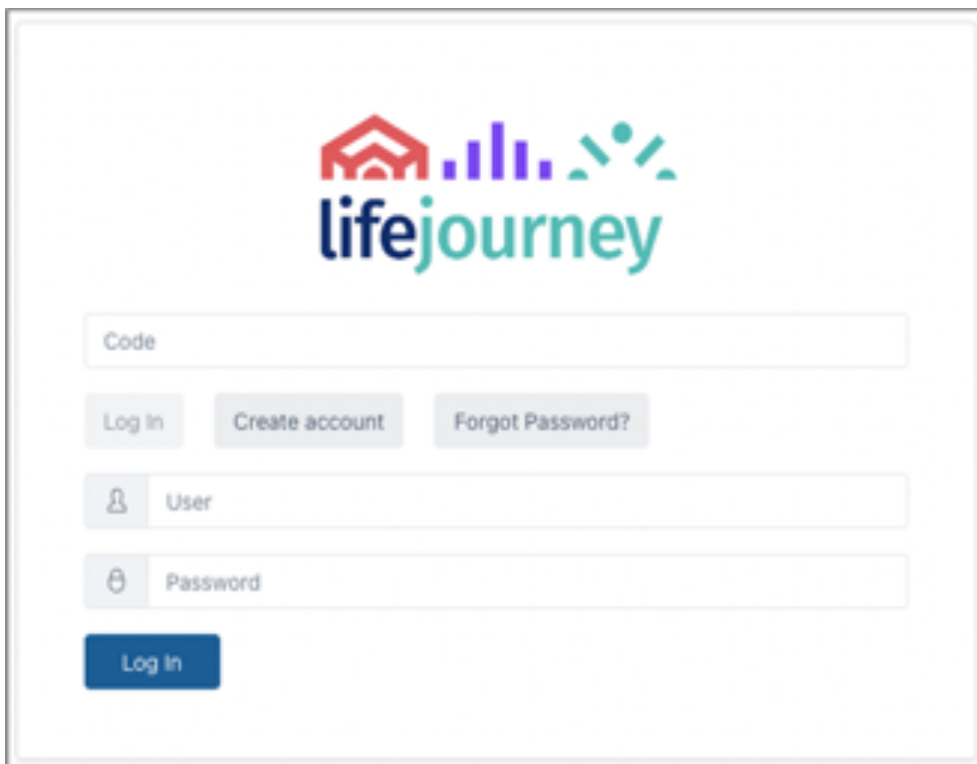 lifejourney
Code
Log In Create account Forgot Password?
User
Password
Log In